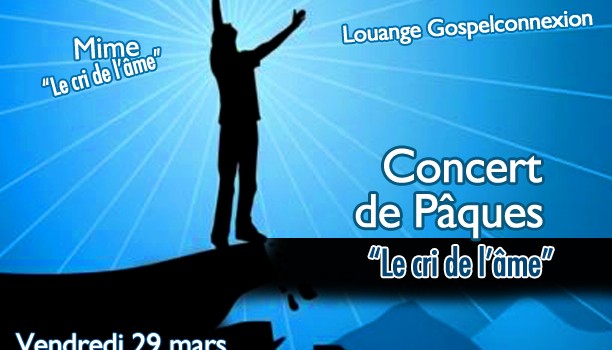 Mime
“Le cri de l’âme”
Louange Gospelconnexion
Concert
de Pâques
“Le cri de l’âme”
Vendredi 29 mars